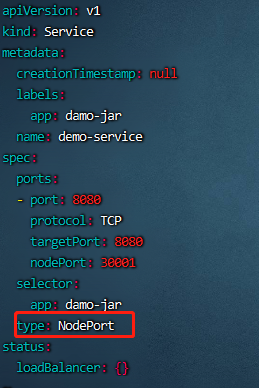 apiVersion: v1
kind: Service
metadata:
  creationTimestamp: null
  labels:
    app: damo-jar
  name: demo-service
spec:
  ports:
  - port: 8080
    protocol: TCP
    targetPort: 8080
    nodePort: 30001
  selector:
    app: damo-jar
  type: NodePort
status:
  loadBalancer: {}